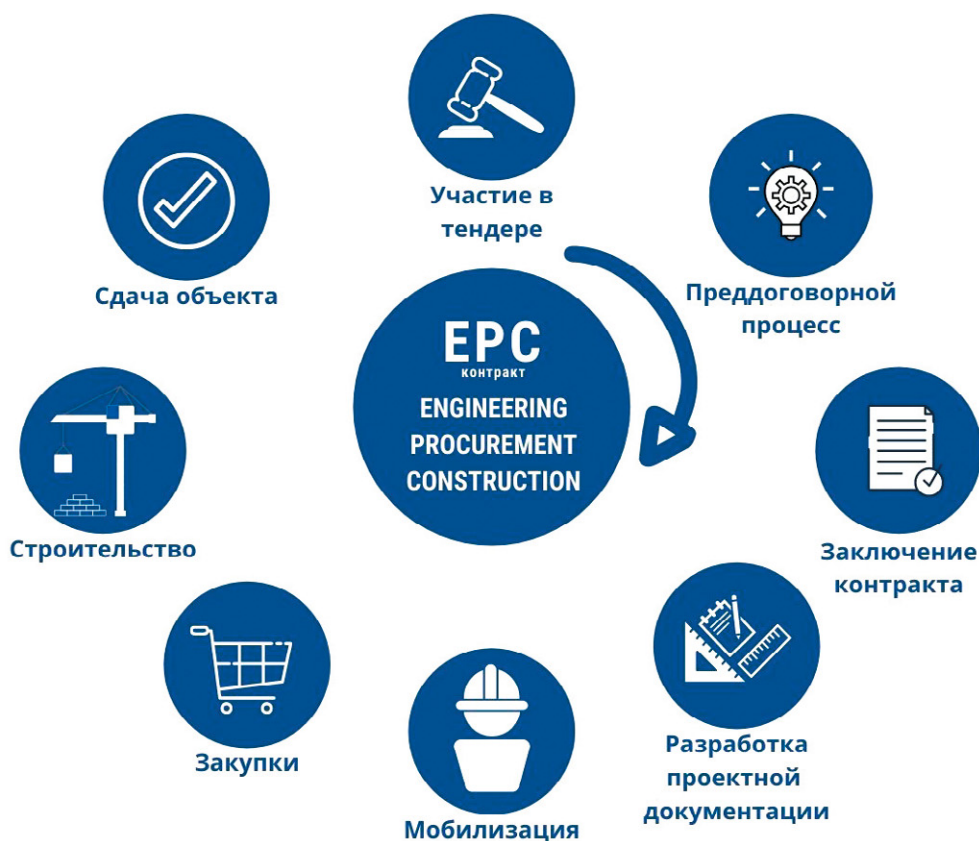 Участие в
тендере
Преддоговорной
процесс
Заключение
контракта
Разработка
проектной
документации
Мобилизация
Закупки
Строительство
Сдача объекта
EPC
контракт
ENGINEERING
PROCUREMENT
CONSTRUCTION